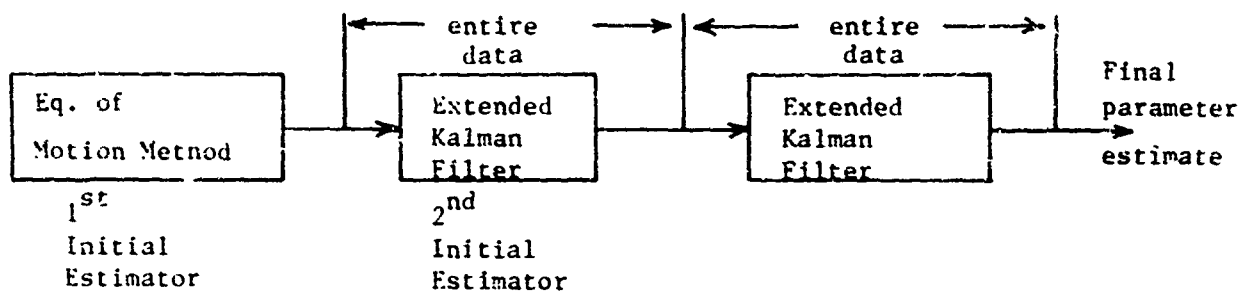 entire
data
entire
data
Eq. of
Motion Metnod
Extended
Kalman
Filter
Extended
Kalman
Filter
Final
parameter
estimate
1st
Initial
Estimator
2nd
Initial
Estimator